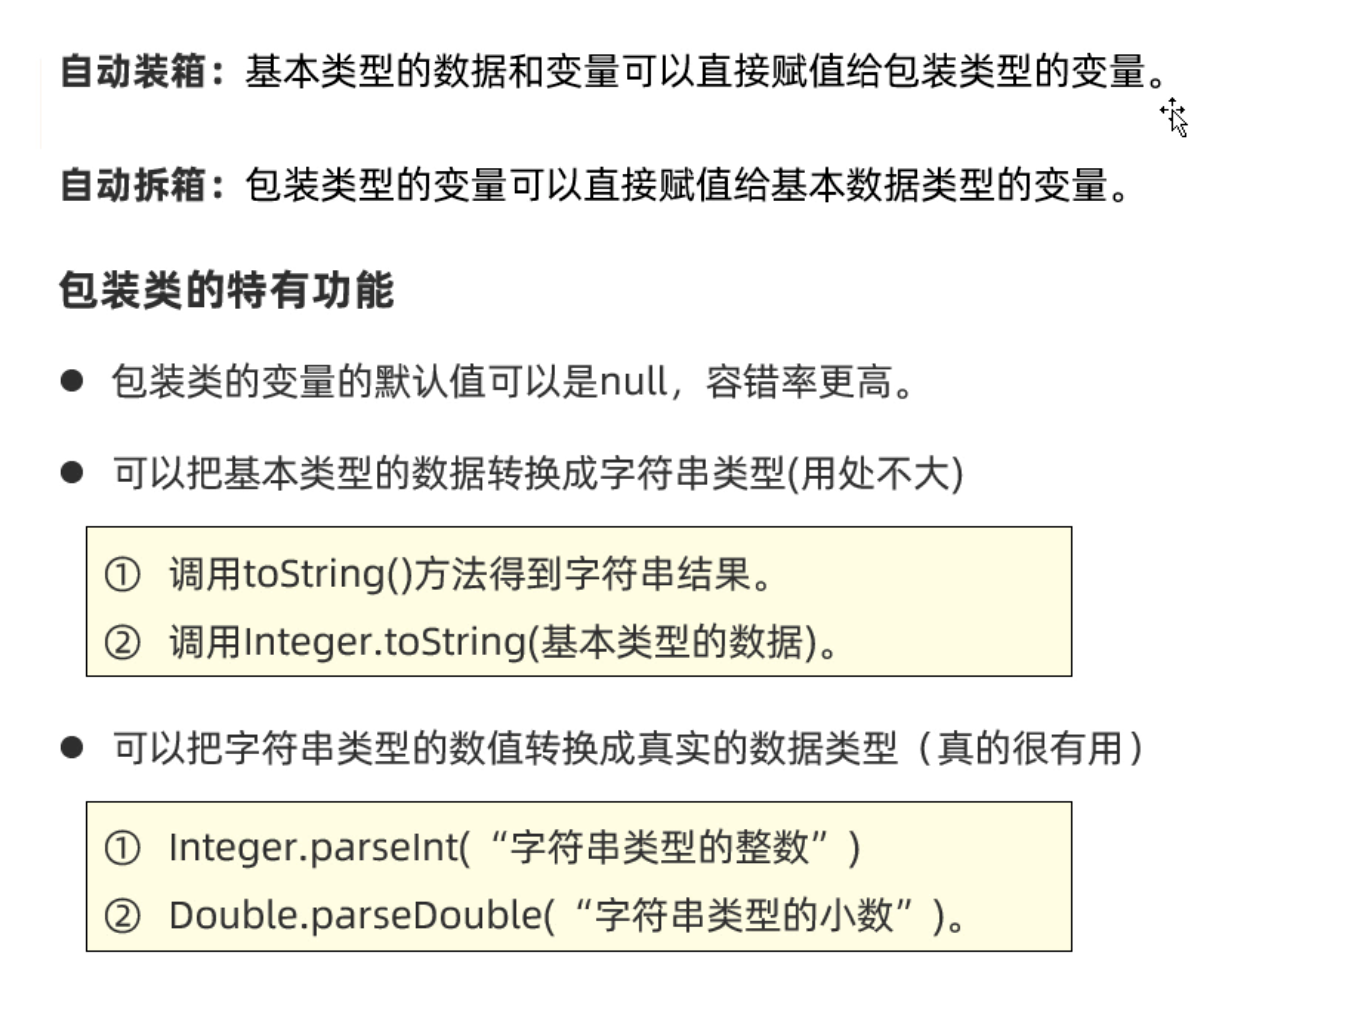 自动装箱：基本类型的数据和变量可以直接赋值给包装类型的变量。
自动拆箱：包装类型的变量可以直接赋值给基本数据类型的变量。
包装类的特有功能
● 包装类的变量的默认值可以是null，容错率更高。
● 可以把基本类型的数据转换成字符串类型(用处不大)
① 调用toString()方法得到字符串结果。
② 调用Integer.toString(基本类型的数据)。
● 可以把字符串类型的数值转换成真实的数据类型（真的很有用）
① Integer.parseInt(“字符串类型的整数”)
② Double.parseDouble(“字符串类型的小数”)。